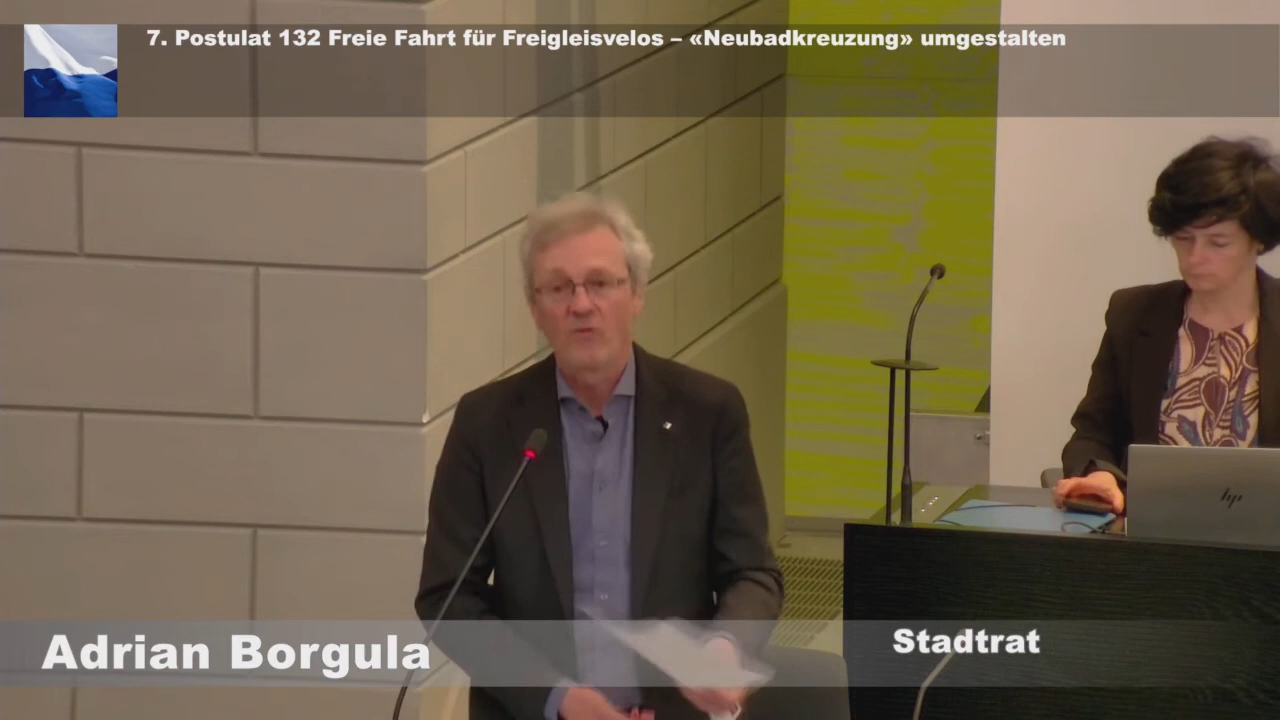 7. Postulat 132 Freie Fahrt für Freigleisvelos – «Neubadkreuzung» umgestalten
hp
Adrian Borgula
Stadtrat